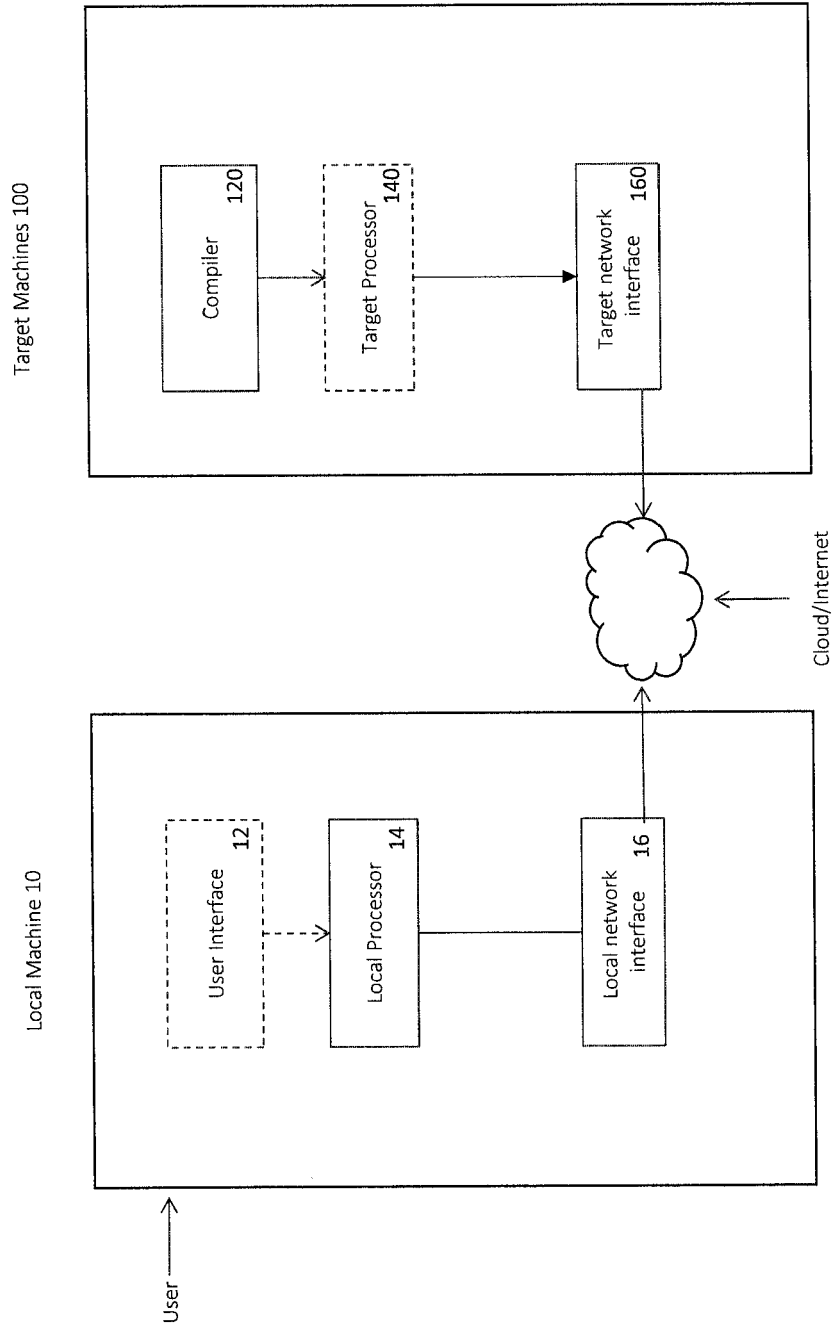 Local Machine 10
Target Machines 100
User
User Interface
12
Local Processor
14
Local network
interface
16
Compiler
120
Target Processor
140
Target network
interface
160
Cloud/Internet